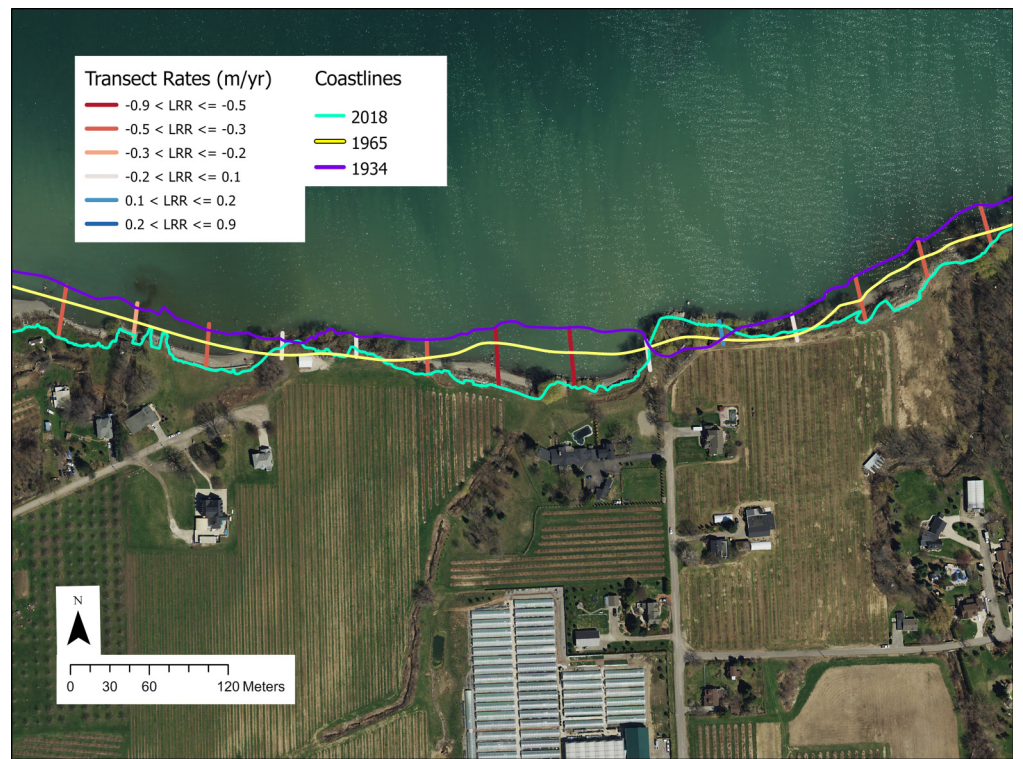 Transect Rates (m/yr)
-0.9 < LRR <= -0.5
-0.5 < LRR <= -0.3
-0.3 < LRR <= -0.2
-0.2 < LRR <= 0.1
0.1 < LRR <= 0.2
0.2 < LRR <= 0.9
Coastlines
2018
1965
1934
N
0 30 60 120 Meters